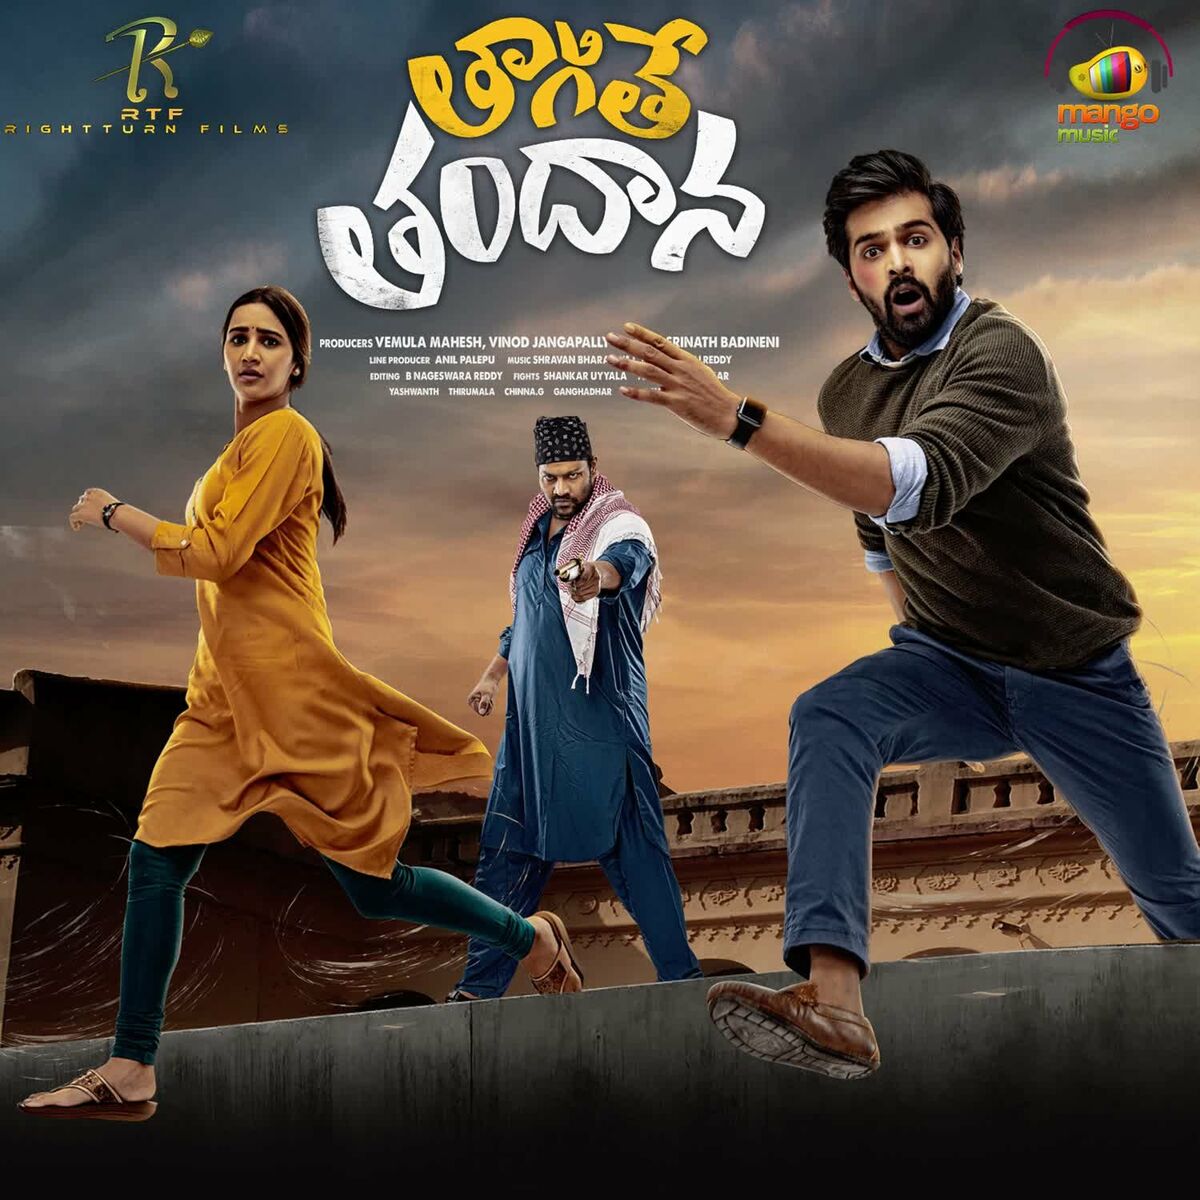 RTF
RIGHTTURN FILMS
mango
music
తాగితే
తందాన
PRODUCERS VEMULA MAHESH, VINOD JANGAPALLY SRINATH BADINENI
LINE PRODUCER ANIL PALEPU MUSIC SHRAVAN REDDY
EDITING B NAGESWARA REDDY FIGHTS SHANKAR UYYALA
YASHWANTH THIRUMALA CHINNA.G GANGHADHAR